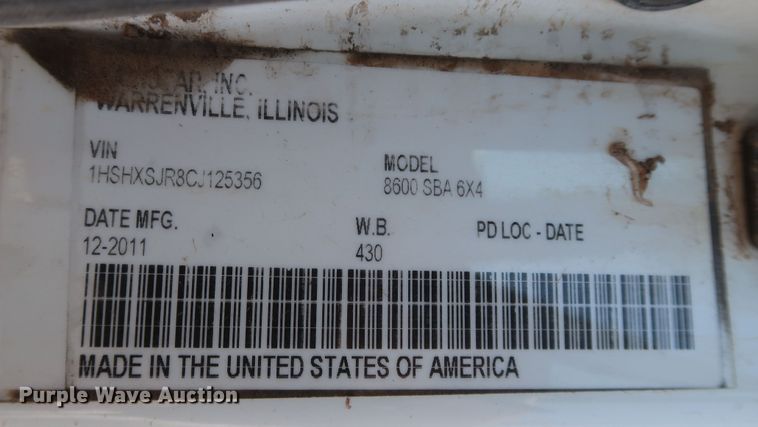 INC.
WARRENVILLE, ILLINOIS
VIN
1HSHXSJR8CJ125356
MODEL
8600 SBA 6X4
DATE MFG.
12-2011
W.B.
430
PD LOC - DATE
MADE IN THE UNITED STATES OF AMERICA
Purple Wave Auction